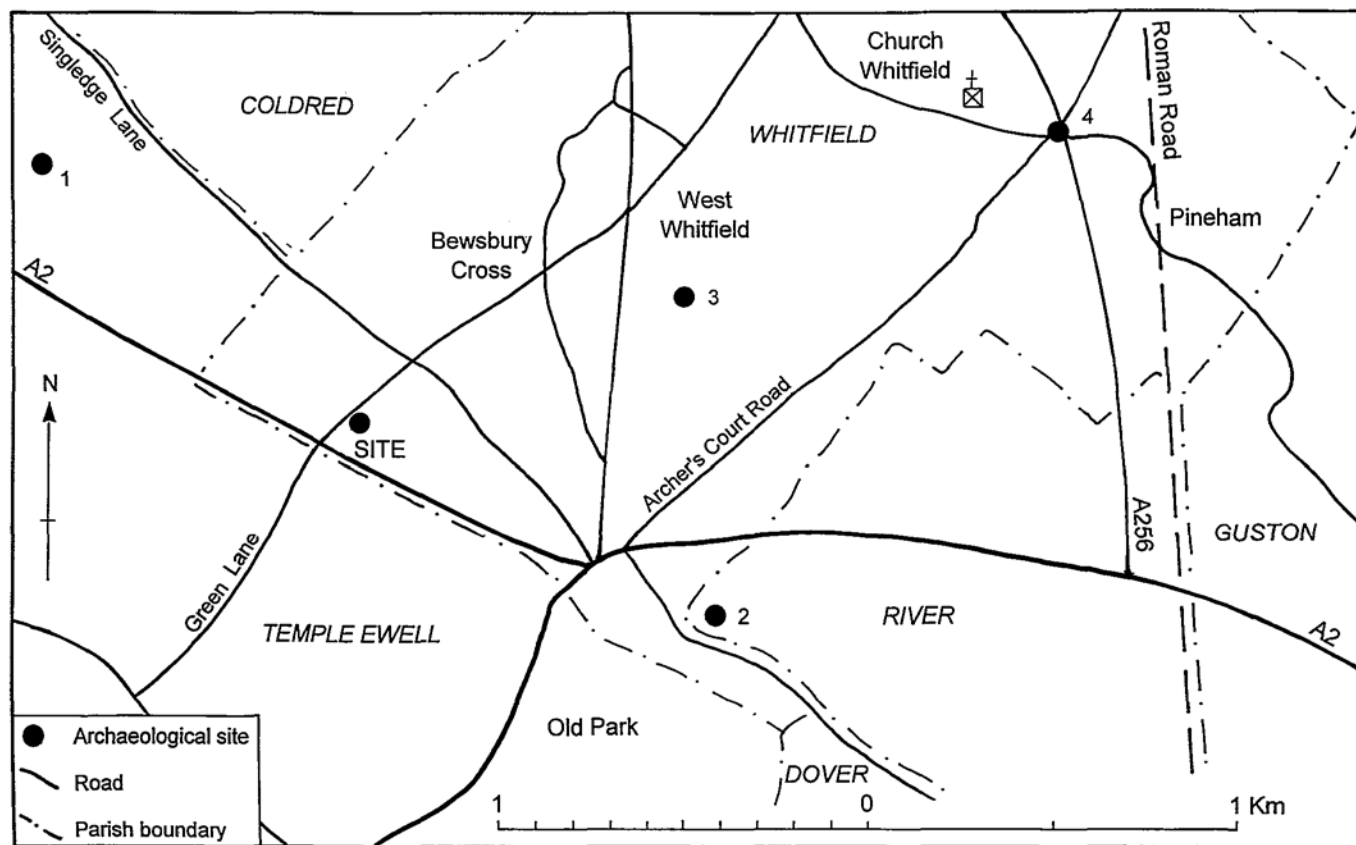 Singledge Lane
COLDRED
Church
Whitfield
WHITFIELD
4
Roman Road
1
West
Whitfield
Bewsbury
Cross
Pineham
A2
3
N
Archer's Court Road
SITE
A256
GUSTON
Green Lane
TEMPLE EWELL
2
RIVER
A2
Old Park
DOVER
Archaeological site
Road
Parish boundary
1 0 1 Km